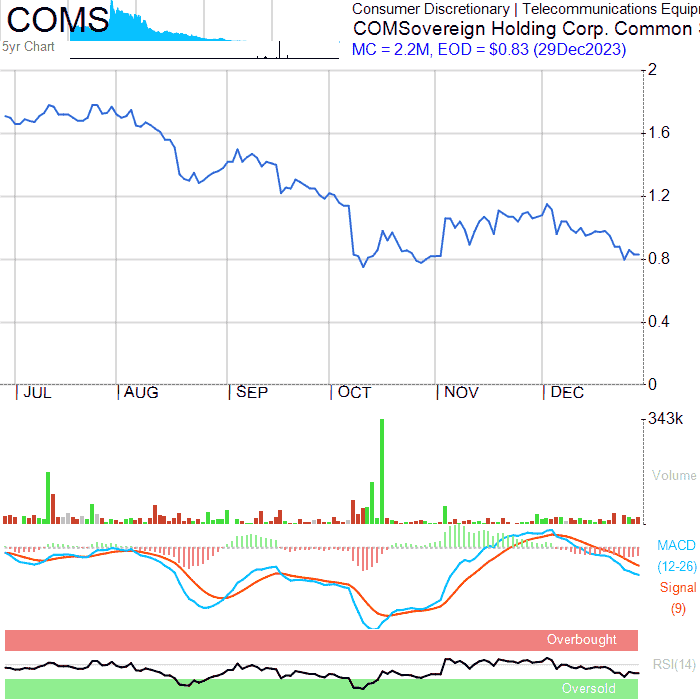 COMS
Consumer Discretionary | Telecommunications Equip
COMSovereign Holding Corp. Common
5yr Chart
MC = 2.2M, EOD = $0.83 (29Dec2023)
2
1.6
1.2
0.8
0.4
0
JUL AUG SEP OCT NOV DEC
343k
Volume
MACD
(12-26)
Signal
(9)
Overbought
RSI(14)
Oversold